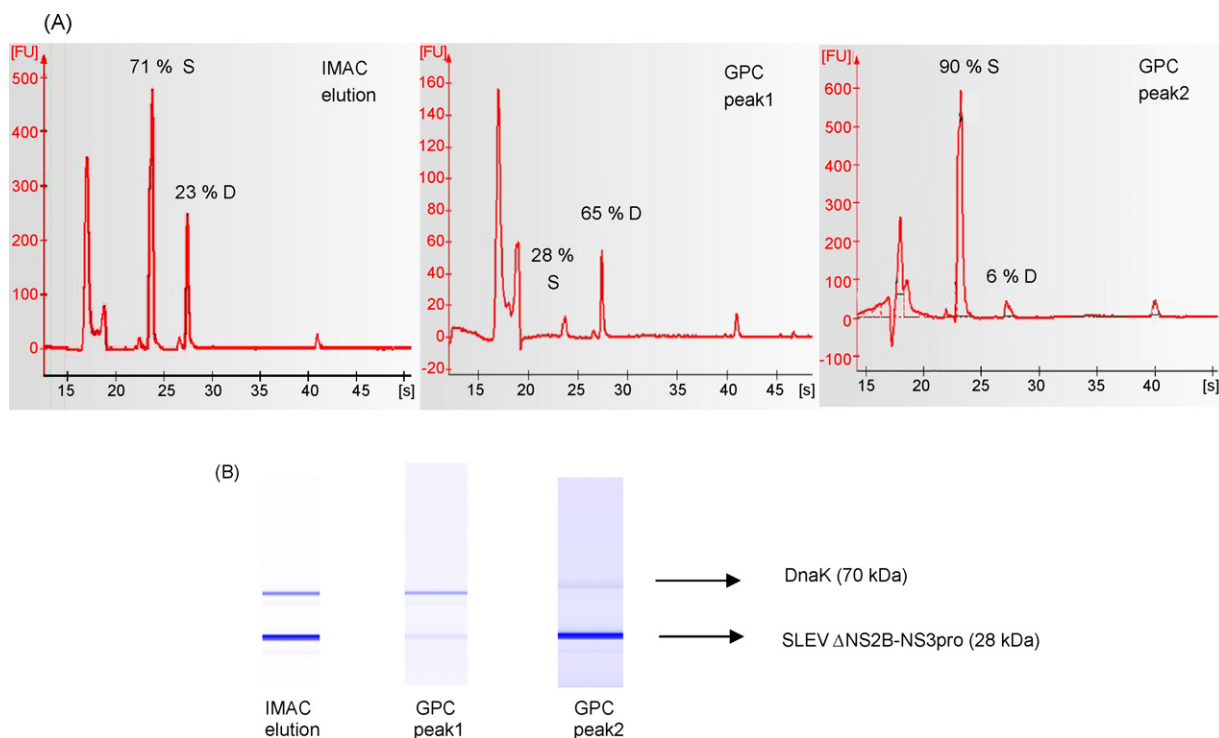 (A)
[FU]
500
400
300
200
100
0
15 20 25 30 35 40 45 [s]
71 % S
23 % D
IMAC
elution
[FU]
160
140
120
100
80
60
40
20
0
-20
15 20 25 30 35 40 45 [s]
28 %
S
65 % D
GPC
peak1
[FU]
600
500
400
300
200
100
0
-100
15 20 25 30 35 40 [s]
90 % S
6 % D
GPC
peak2
(B)
DnaK (70 kDa)
SLEV ΔNS2B-NS3pro (28 kDa)
IMAC
elution
GPC
peak1
GPC
peak2